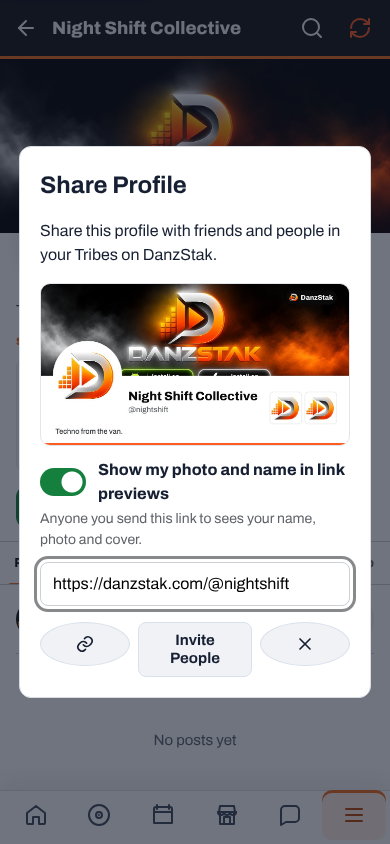 Night Shift Collective
Share Profile
Share this profile with friends and people in
your Tribes on DanzStak.
DanzStak
DANZSTAK
Night Shift Collective
@nightshift
Techno from the van.
Show my photo and name in link
previews
Anyone you send this link to sees your name,
photo and cover.
https://danzstak.com/@nightshift
Invite
People
No posts yet